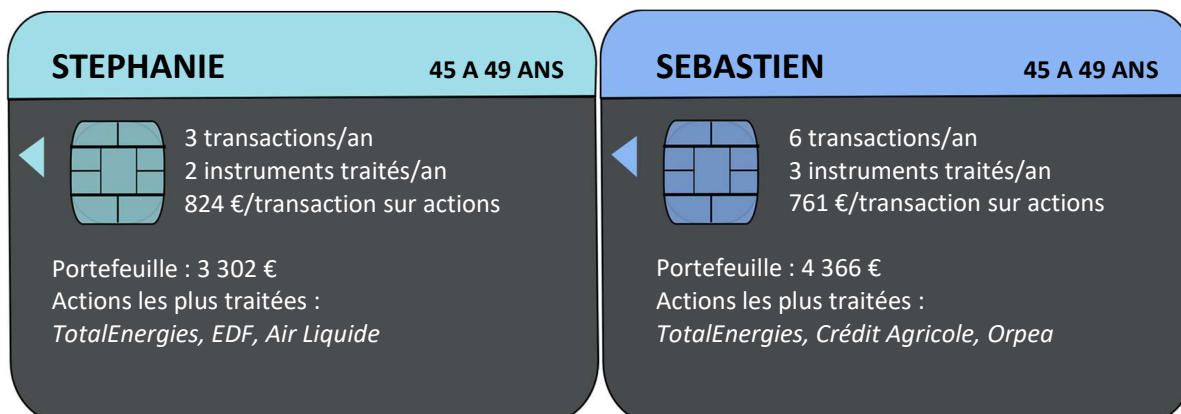 STEPHANIE 45 A 49 ANS
3 transactions/an
2 instruments traités/an
824 €/transaction sur actions
Portefeuille : 3 302 €
Actions les plus traitées :
TotalEnergies, EDF, Air Liquide
SEBASTIEN 45 A 49 ANS
6 transactions/an
3 instruments traités/an
761 €/transaction sur actions
Portefeuille : 4 366 €
Actions les plus traitées :
TotalEnergies, Crédit Agricole, Orpea